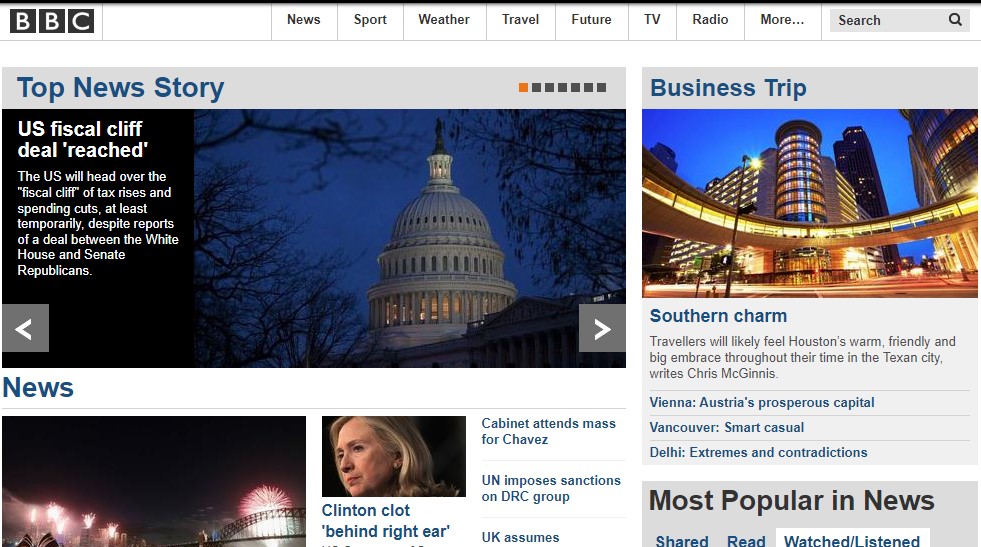 BBC
News
Sport
Weather
Travel
Future
TV
Radio
More...
Search
Top News Story
US fiscal cliff
deal 'reached'
The US will head over the
"fiscal cliff" of tax rises and
spending cuts, at least
temporarily, despite reports
of a deal between the White
House and Senate
Republicans.
<
>
News
Clinton clot
'behind right ear'
Cabinet attends mass
for Chavez
UN imposes sanctions
on DRC group
UK assumes
Business Trip
Southern charm
Travellers will likely feel Houston's warm, friendly and
big embrace throughout their time in the Texan city,
writes Chris McGinnis.
Vienna: Austria's prosperous capital
Vancouver: Smart casual
Delhi: Extremes and contradictions
Most Popular in News
Shared
Read
Watched/Listened